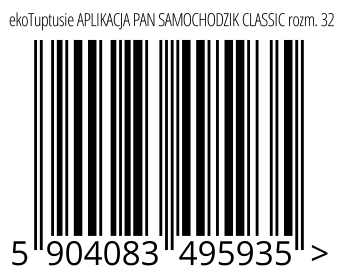 ekoTuptusie APLIKACJA PAN SAMOCHODZIK CLASSIC rozm. 32
5 904083 495935 >